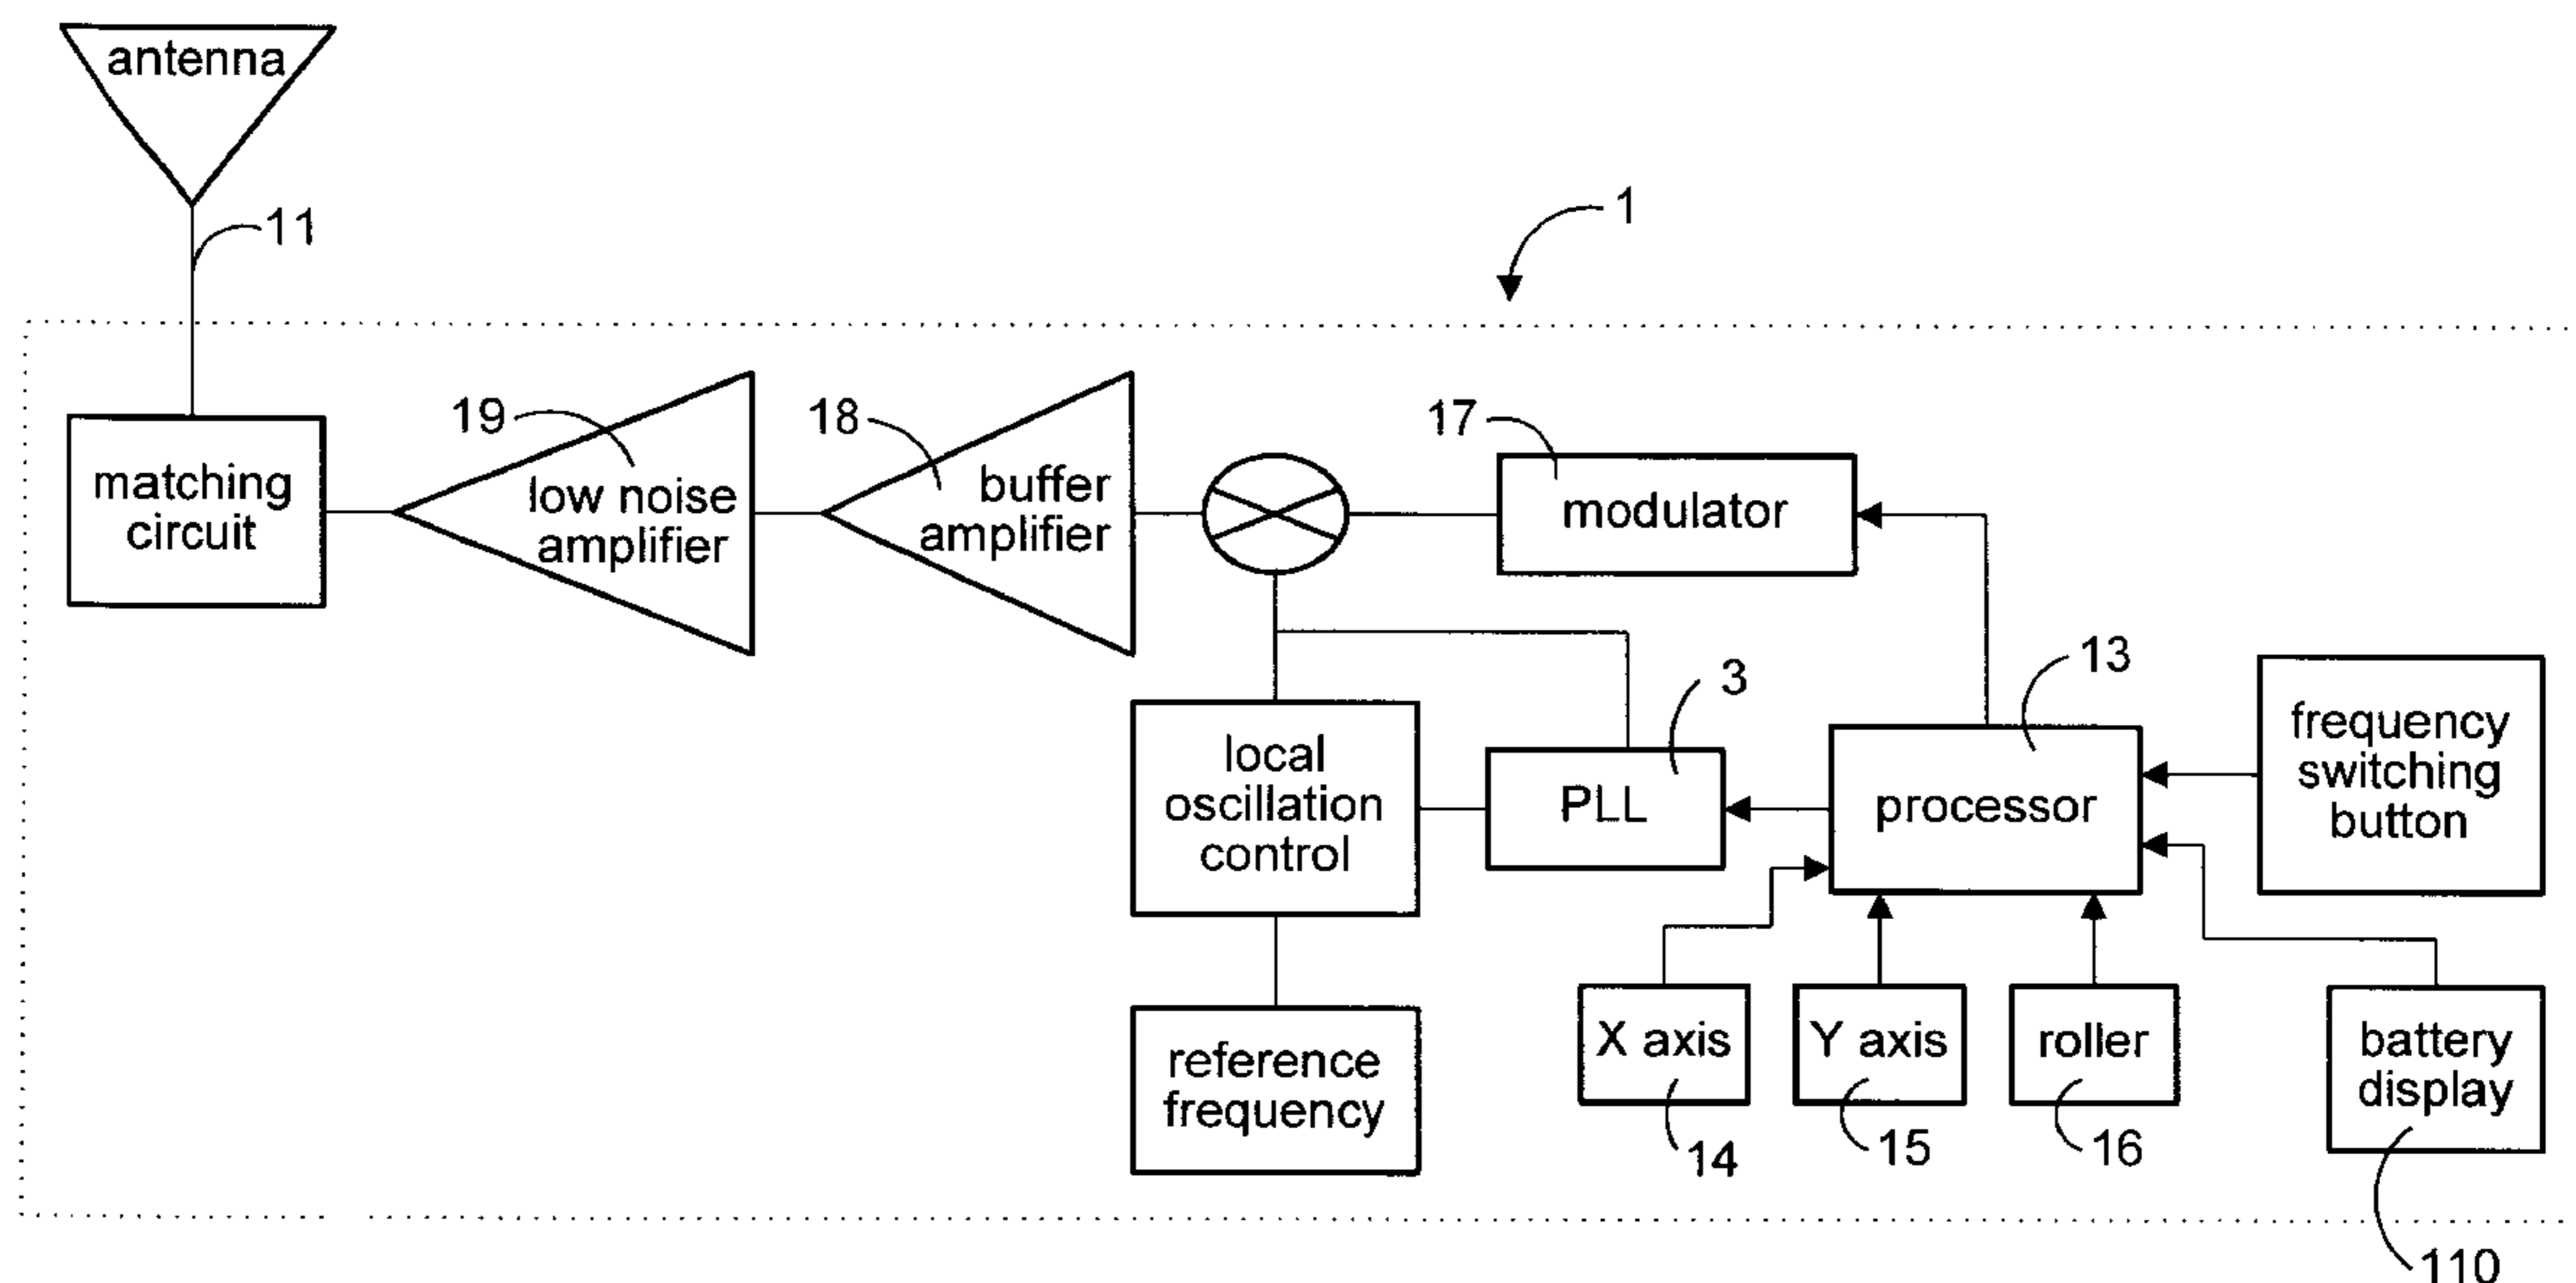 antenna
11
1
19
18
17
matching
circuit
low noise
amplifier
buffer
amplifier
modulator
13
3
frequency
switching
button
local
oscillation
control
PLL
processor
reference
frequency
X axis
Y axis
roller
battery
display
14
15
16
110